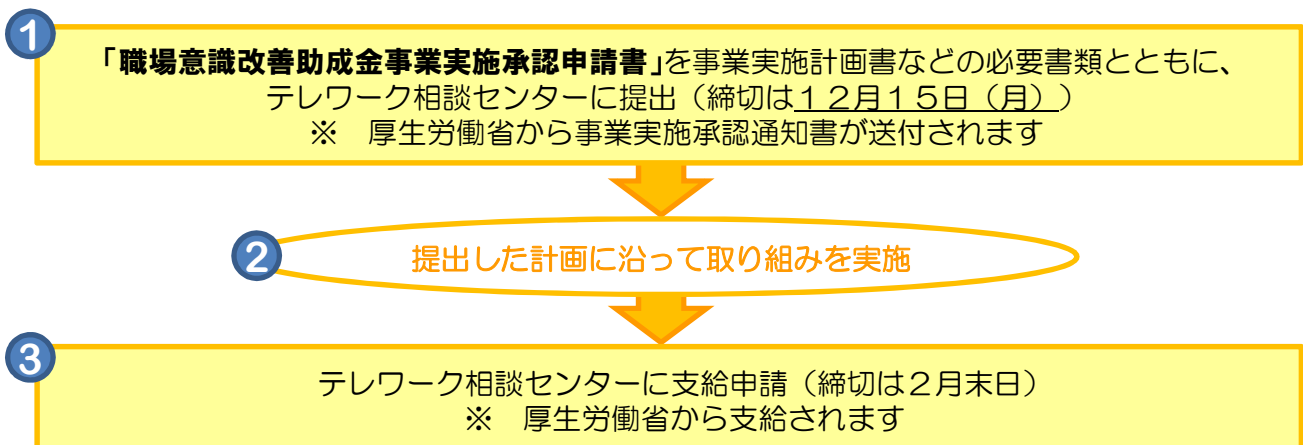 1
「職場意識改善助成金事業実施承認申請書」を事業実施計画書などの必要書類とともに、
テレワーク相談センターに提出（締切は１２月１５日（月））
※　厚生労働省から事業実施承認通知書が送付されます
2
提出した計画に沿って取り組みを実施
3
テレワーク相談センターに支給申請（締切は２月末日）
※　厚生労働省から支給されます